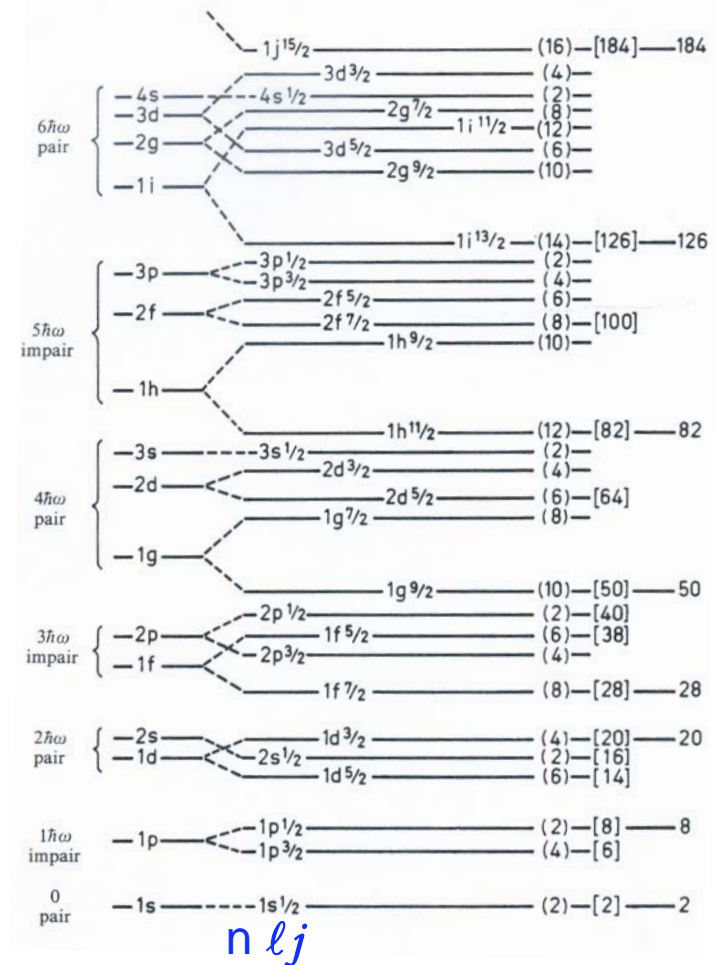 1j15/2 (16) [184] 184
3d3/2 (4)
4s 4s1/2 (2)
3d 2g7/2 (8)
6ħω pair
1i11/2 (12)
2g 3d5/2 (6)
2g9/2 (10)
1i
1i13/2 (14) [126] 126
3p1/2 (2)
3p 3p3/2 (4)
2f5/2 (6)
2f 2f7/2 (8) [100]
5ħω impair
1h9/2 (10)
1h
1h11/2 (12) [82] 82
3s 3s1/2 (2)
2d3/2 (4)
2d 2d5/2 (6) [64]
4ħω pair
1g7/2 (8)
1g
1g9/2 (10) [50] 50
2p1/2 (2) [40]
3ħω impair
2p 1f5/2 (6) [38]
2p3/2 (4)
1f
1f7/2 (8) [28] 28
2ħω pair
2s 1d3/2 (4) [20] 20
1d 2s1/2 (2) [16]
1d5/2 (6) [14]
1p1/2 (2) [8] 8
1ħω impair
1p
1p3/2 (4) [6]
0 pair
1s 1s1/2 (2) [2] 2
n ℓ j